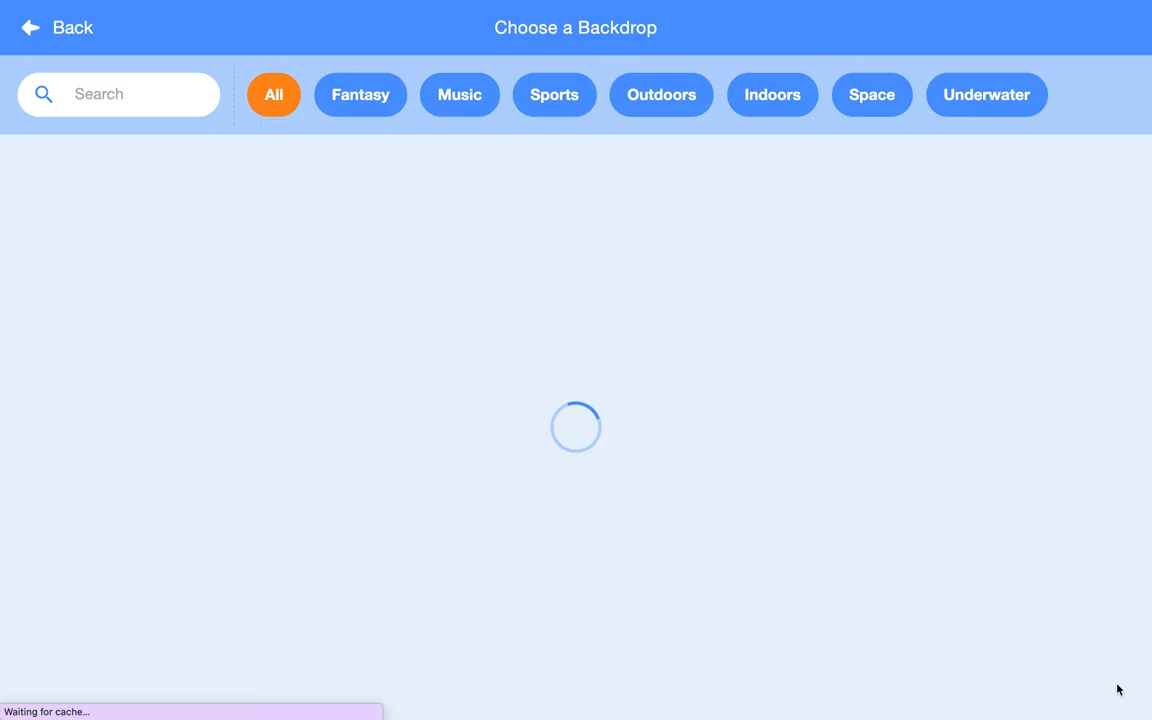 Back
Choose a Backdrop
Search
All
Fantasy
Music
Sports
Outdoors
Indoors
Space
Underwater
Waiting for cache...